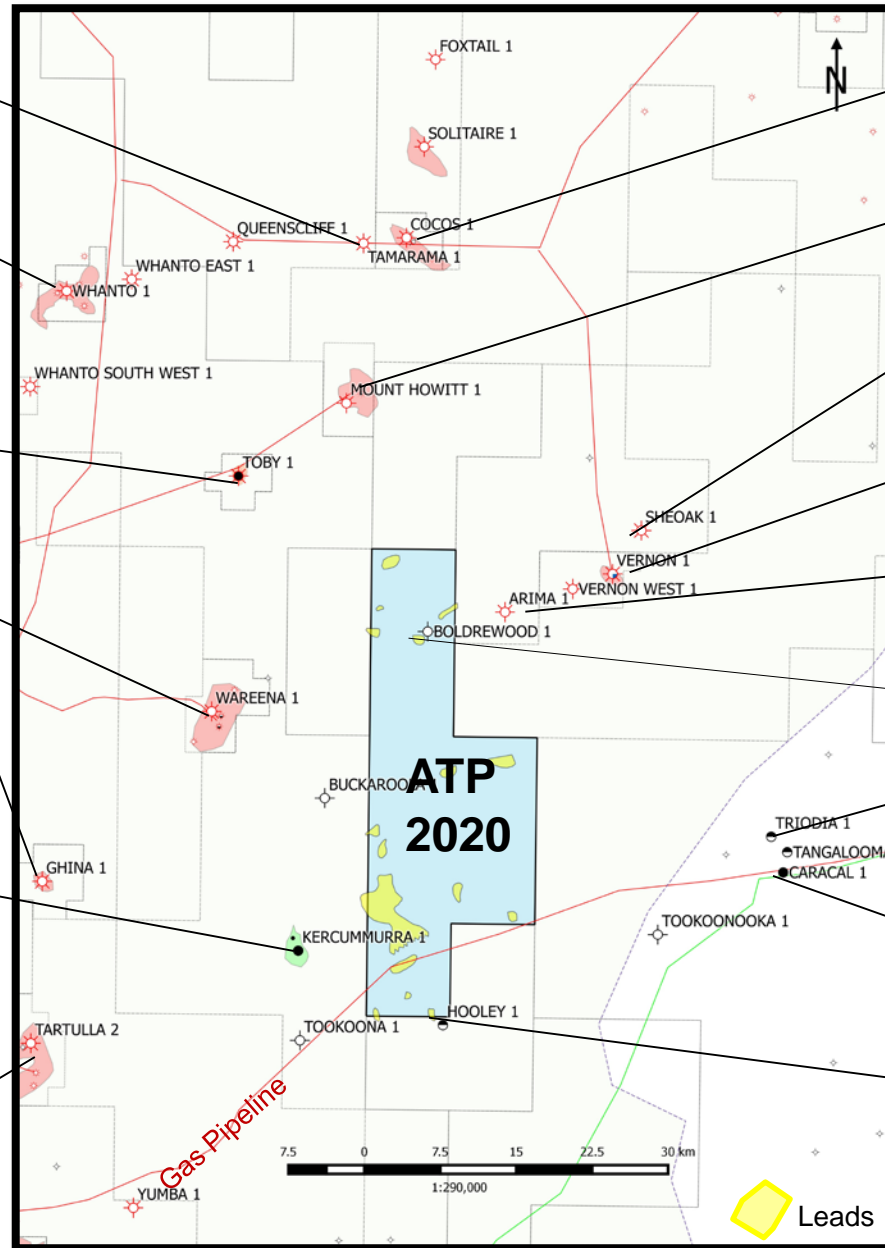 FOXTAIL 1
N
SOLITAIRE 1
QUEENSCLIFF 1
COCOS 1
TAMARAMA 1
WHANTO EAST 1
WHANTO 1
WHANTO SOUTH WEST 1
MOUNT HOWITT 1
TOBY 1
SHEOAK 1
VERNON 1
VERNON WEST 1
ARIMA 1
BOLDREWOOD 1
WAREENA 1
ATP
2020
TRIODIA 1
CARACAL 1
GHINA 1
TOOKOONOOKA 1
KERCUMMURRA 1
HOOLEY 1
TOOKOONA 1
TARTULLA 2
Gas Pipeline
7.5 0 7.5 15 22.5 30 km
1:290,000
YUMBA 1
Leads